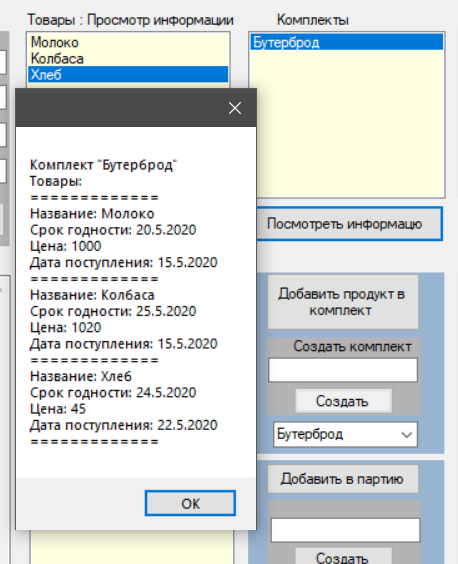 Товары : Просмотр информации
Комплекты
Молоко
Колбаса
Хлеб
Бутерброд
Комплект "Бутерброд"
Товары:
=============
Название: Молоко
Срок годности: 20.5.2020
Цена: 1000
Дата поступления: 15.5.2020
=============
Название: Колбаса
Срок годности: 25.5.2020
Цена: 1020
Дата поступления: 15.5.2020
=============
Название: Хлеб
Срок годности: 24.5.2020
Цена: 45
Дата поступления: 22.5.2020
=============
OK
Посмотреть информацю
Добавить продукт в
комплект
Создать комплект
Создать
Бутерброд
Добавить в партию
Создать